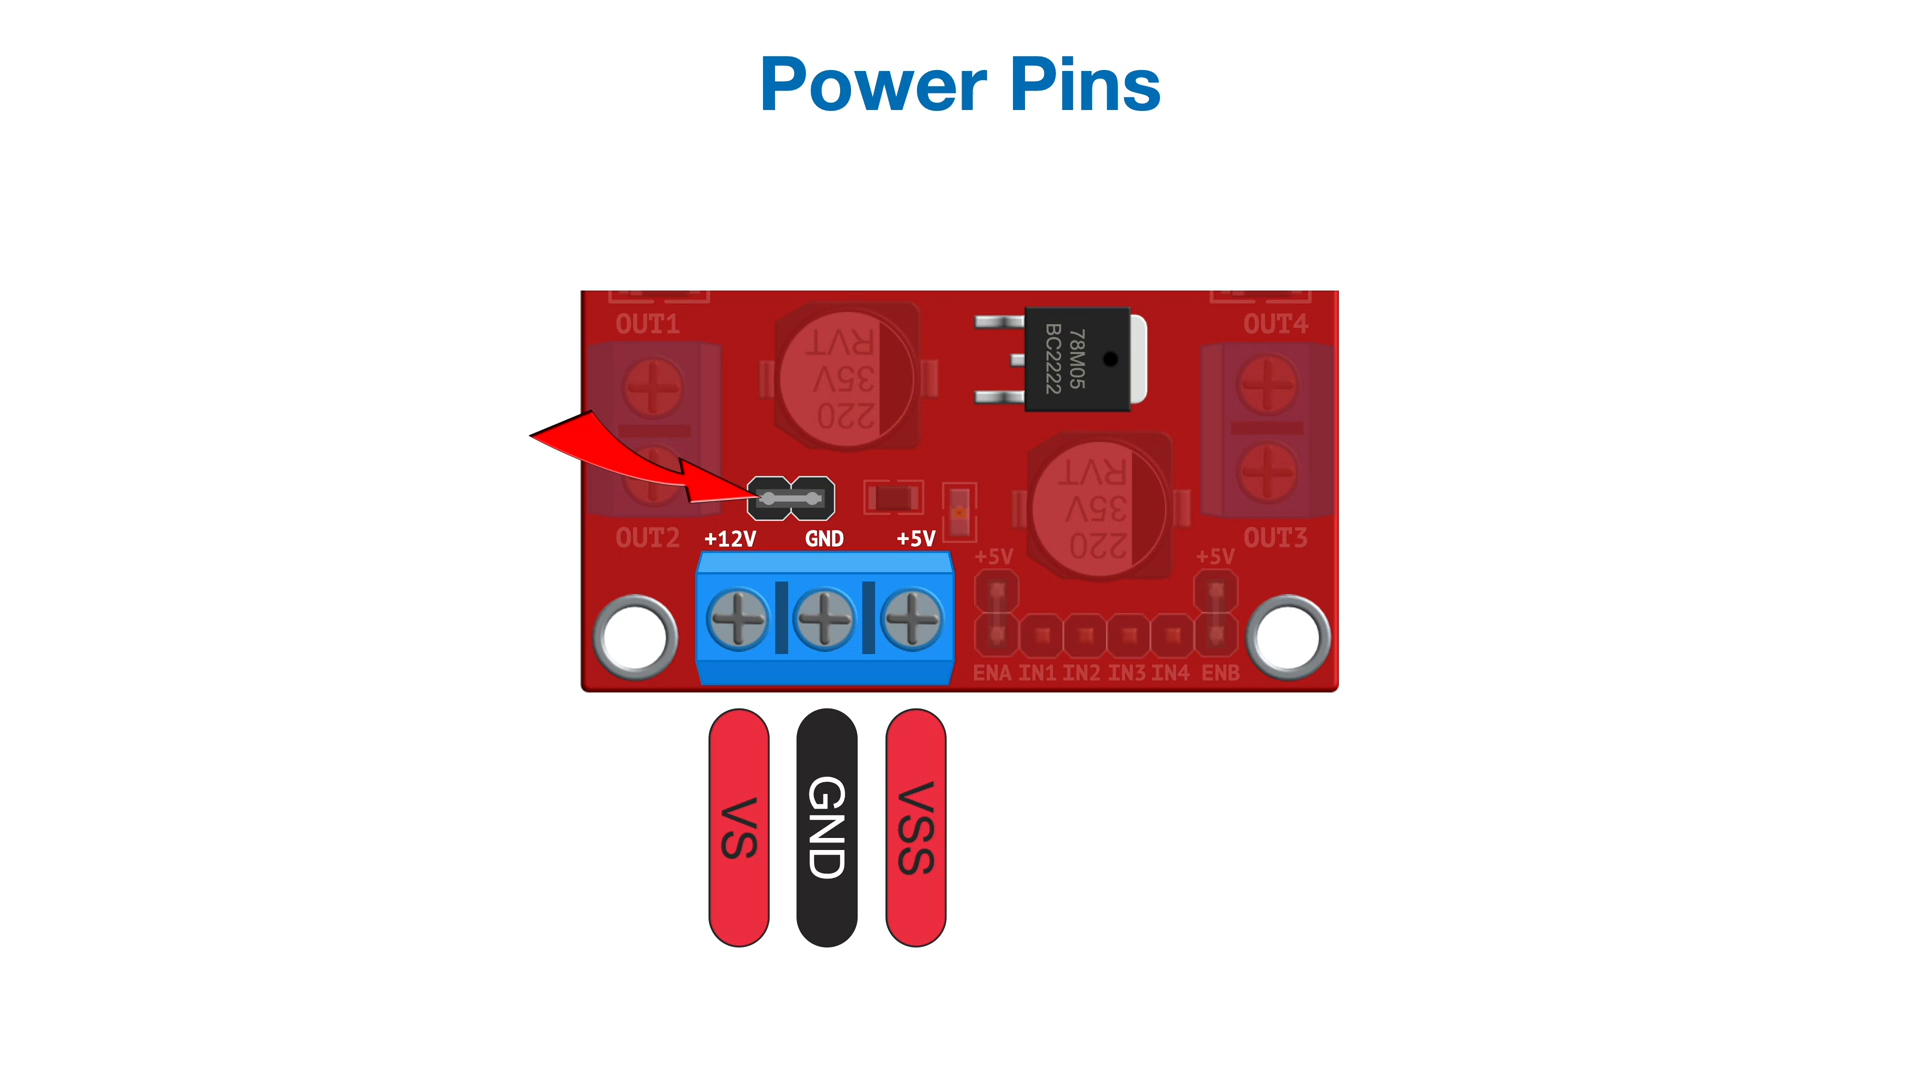 Power Pins
OUT1
OUT4
RVT
35V
220
78M05
BC2222
RVT
35V
220
OUT2
OUT3
+12V GND +5V
+5V
+5V
ENA IN1 IN2 IN3 IN4 ENB
VS
GND
VSS